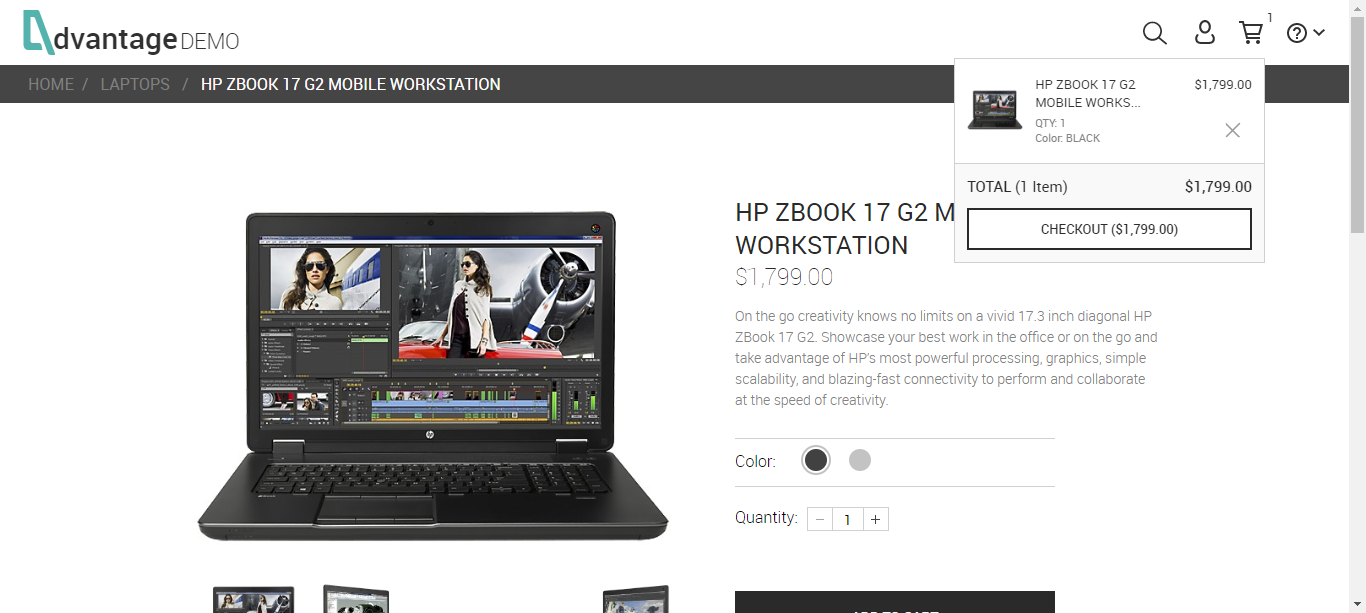 dvantage DEMO
1
HOME / LAPTOPS / HP ZBOOK 17 G2 MOBILE WORKSTATION
HP ZBOOK 17 G2
MOBILE WORKS...
$1,799.00
QTY: 1
Color: BLACK
TOTAL (1 Item) $1,799.00
CHECKOUT ($1,799.00)
HP ZBOOK 17 G2 M
WORKSTATION
$1,799.00
On the go creativity knows no limits on a vivid 17.3 inch diagonal HP
ZBook 17 G2. Showcase your best work in the office or on the go and
take advantage of HP's most powerful processing, graphics, simple
scalability, and blazing-fast connectivity to perform and collaborate
at the speed of creativity.
Color:
Quantity: − 1 +
ADD TO CART
hp